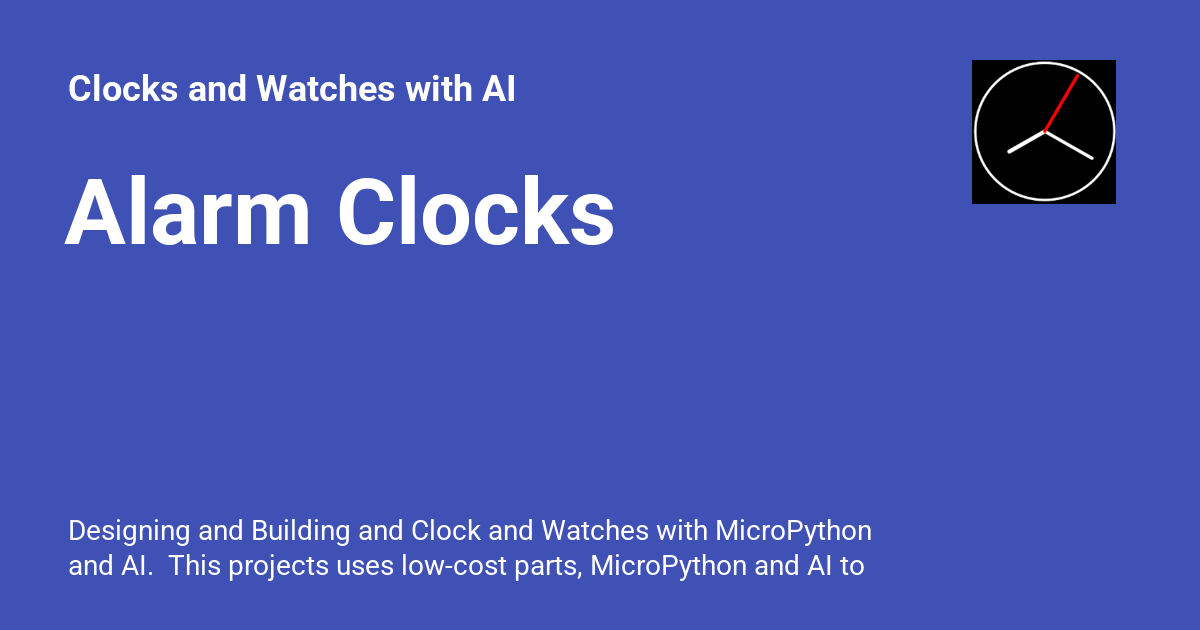 Clocks and Watches with AI
Alarm Clocks
Designing and Building and Clock and Watches with MicroPython
and AI.  This projects uses low-cost parts, MicroPython and AI to